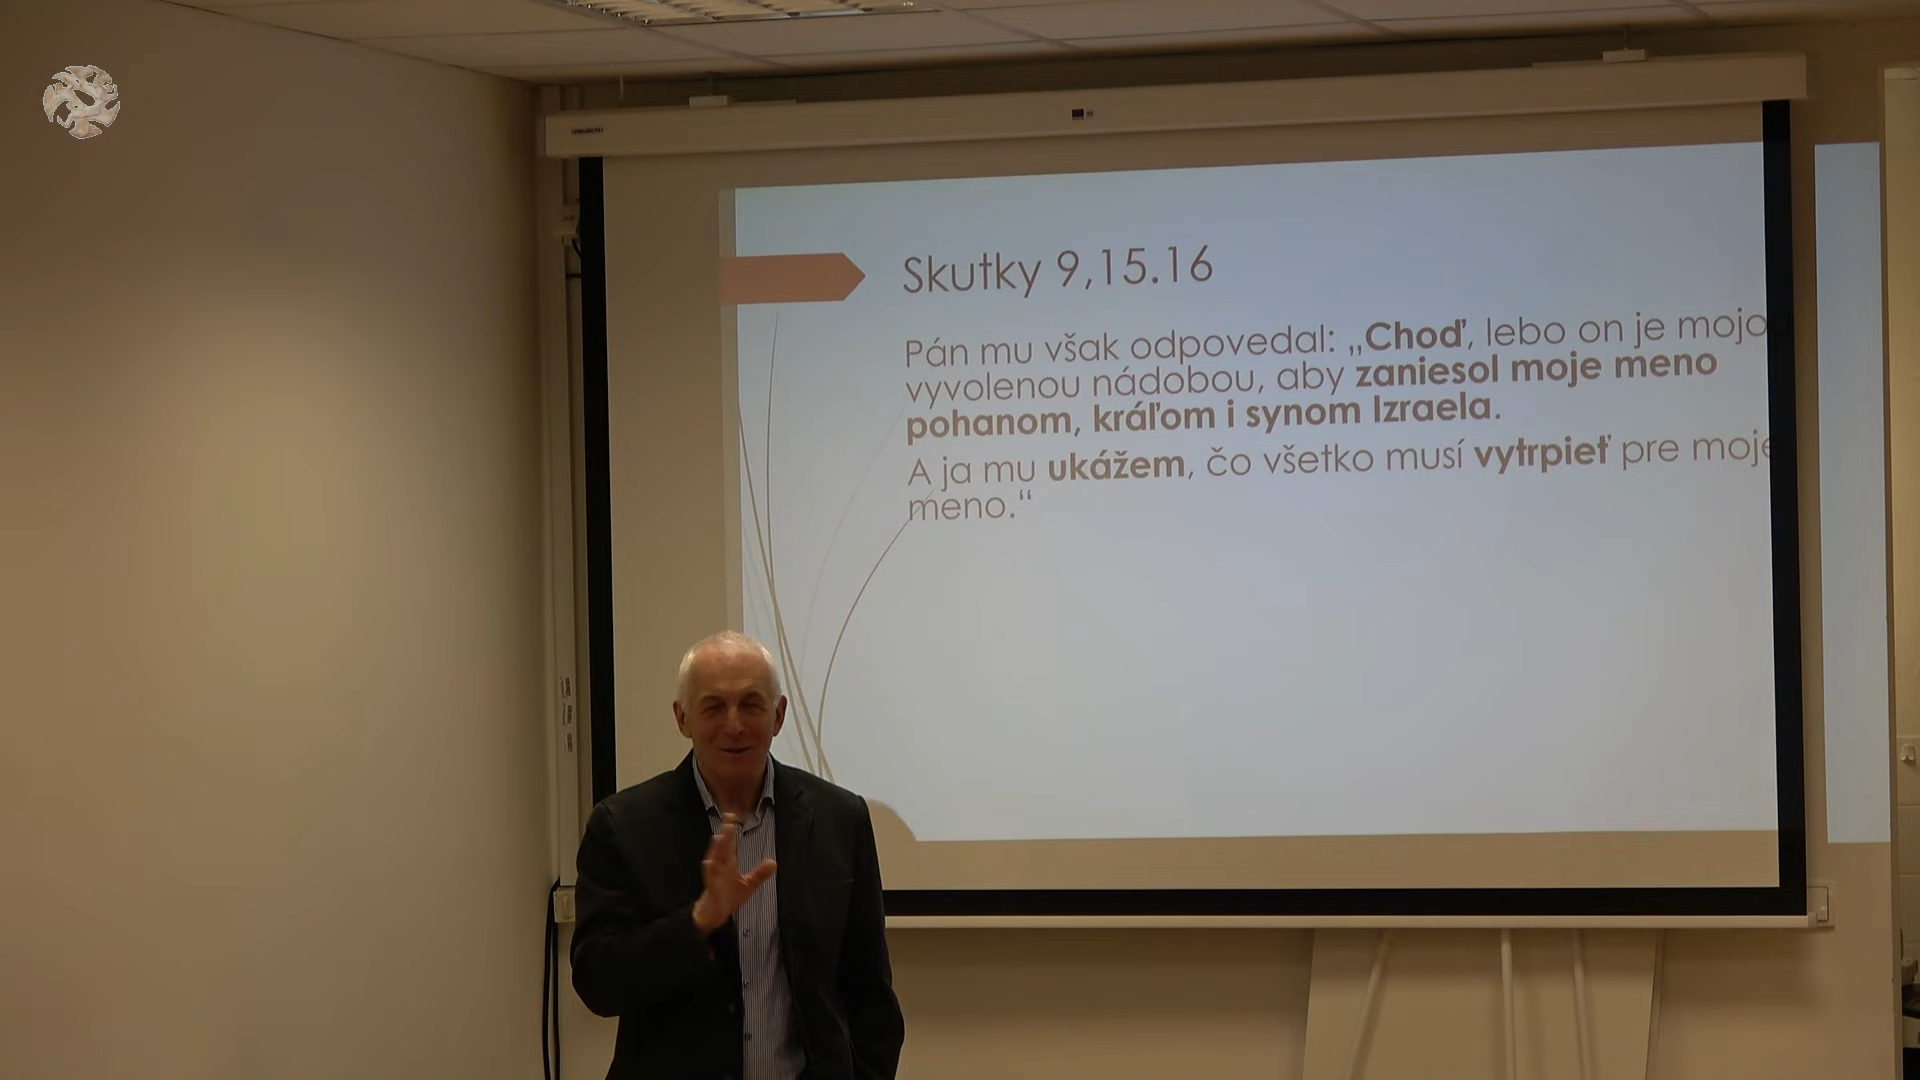 Skutky 9,15.16
Pán mu však odpovedal: „Choď, lebo on je mojou
vyvolenou nádobou, aby zaniesol moje meno
pohanom, kráľom i synom Izraela.
A ja mu ukážem, čo všetko musí vytrpieť pre moje
meno.“